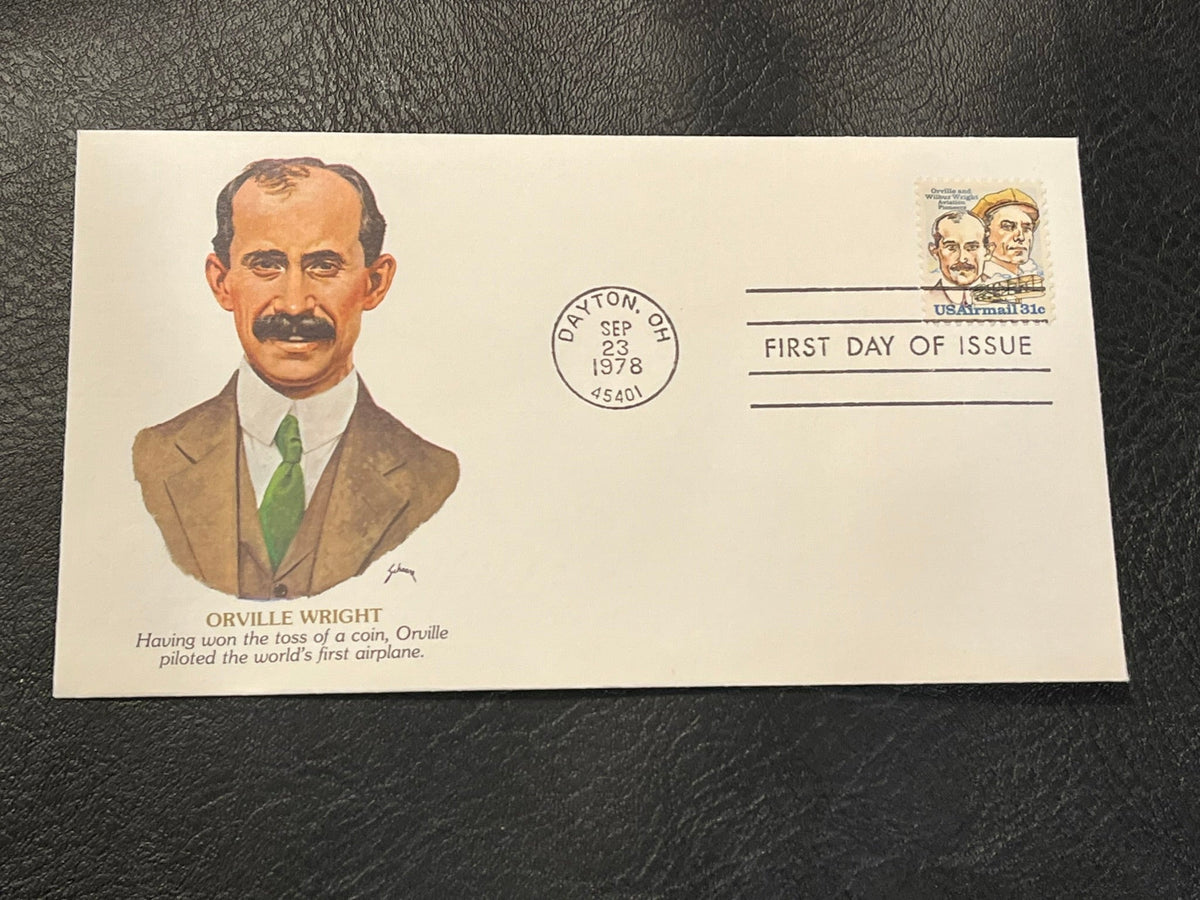 Orville and
Wilbur Wright
Aviation
Pioneers
USAirmail 31c
DAYTON, OH
SEP
23
1978
45401
FIRST DAY OF ISSUE
ORVILLE WRIGHT
Having won the toss of a coin, Orville
piloted the world's first airplane.